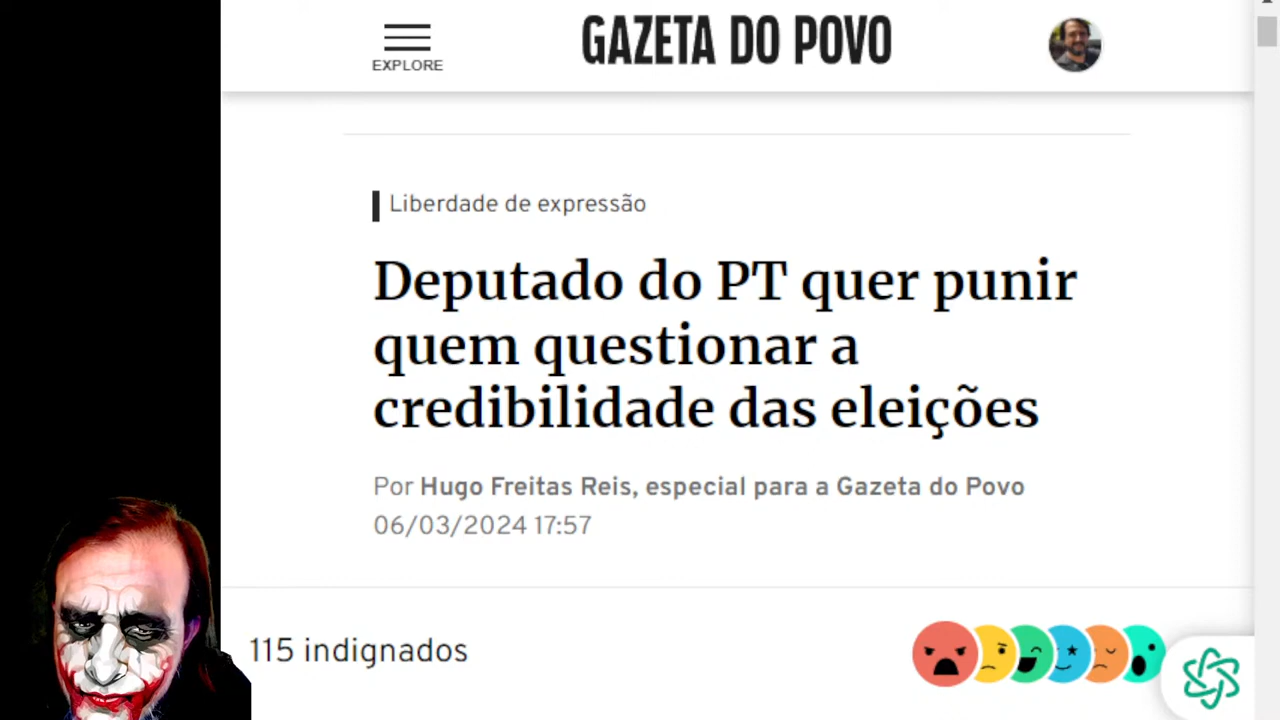 GAZETA DO POVO
EXPLORE
Liberdade de expressão
Deputado do PT quer punir
quem questionar a
credibilidade das eleições
Por Hugo Freitas Reis, especial para a Gazeta do Povo
06/03/2024 17:57
115 indignados